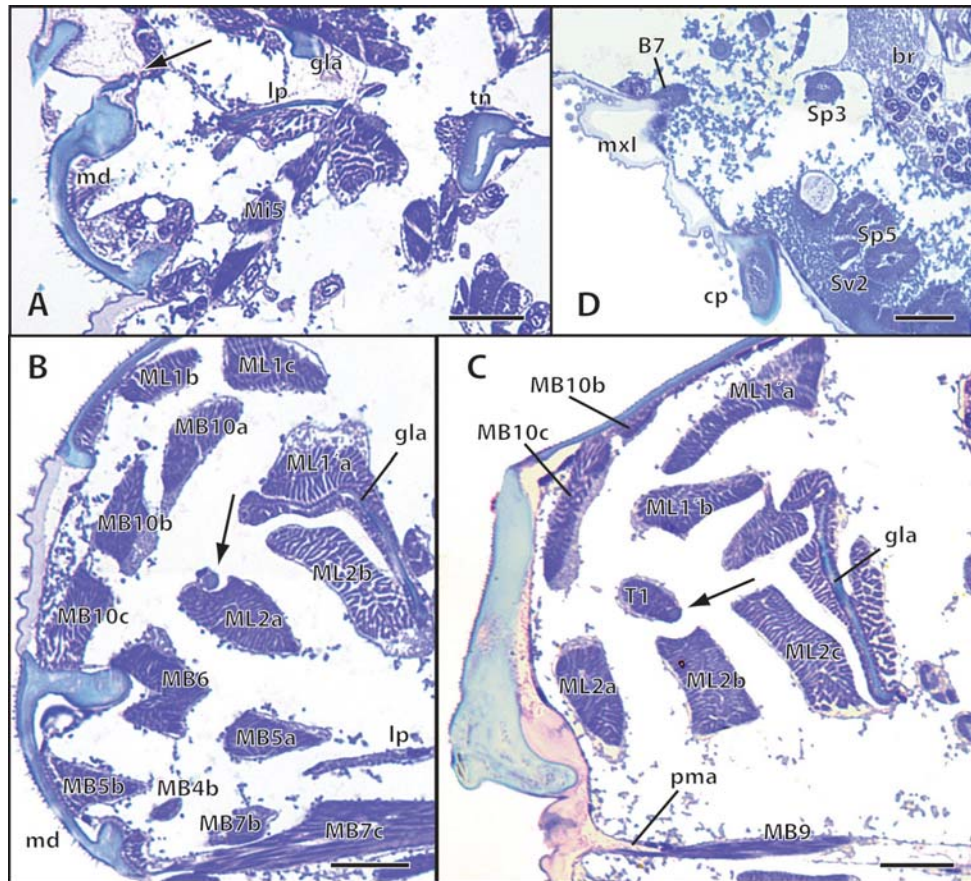 gla
lp
tn
md
Mi5
A
B7
br
mxl
Sp3
Sp5
Sv2
cp
D
B
ML1b
ML1c
MB10a
ML1´a
gla
MB10b
ML2b
MB10c
ML2a
MB6
MB5a
lp
MB5b
MB4b
MB7b
MB7c
md
C
MB10b
ML1´a
MB10c
ML1´b
gla
T1
ML2c
ML2b
ML2a
pma
MB9